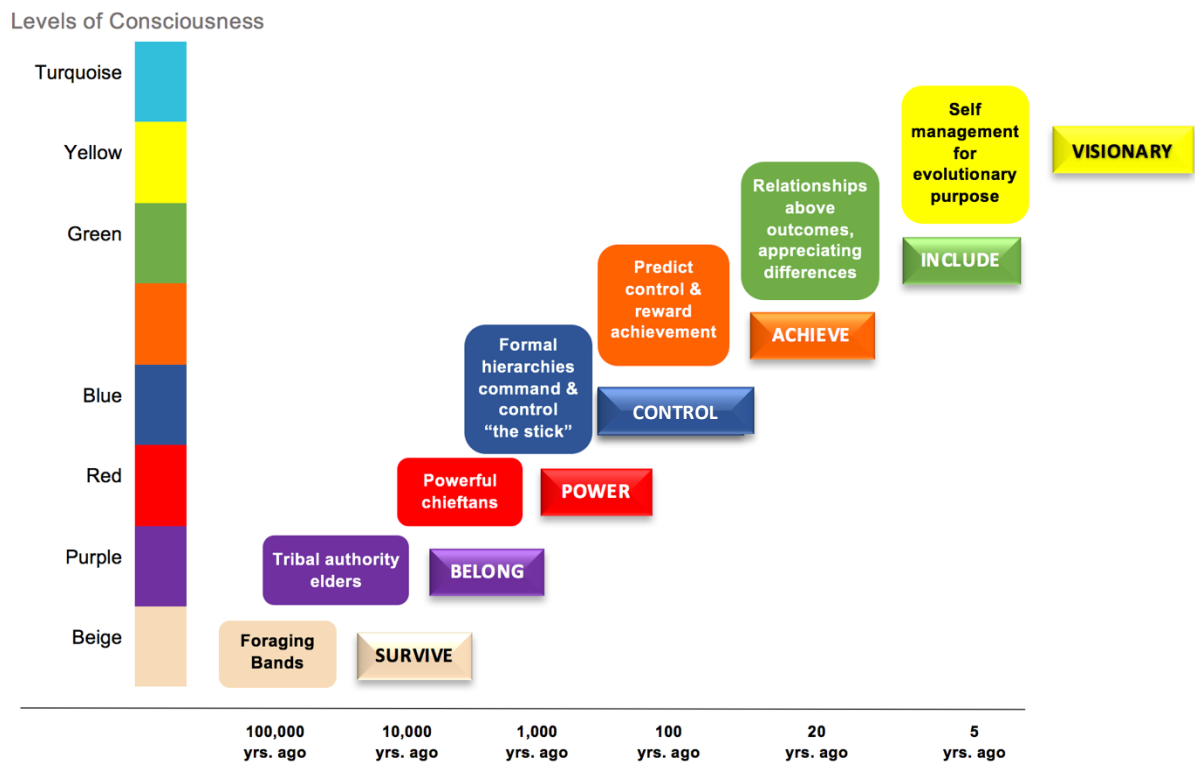 Levels of Consciousness
Turquoise
Yellow
Green
Blue
Red
Purple
Beige
Self
management
for
evolutionary
purpose
VISIONARY
Relationships
above
outcomes,
appreciating
differences
INCLUDE
Predict
control &
reward
achievement
ACHIEVE
Formal
hierarchies
command &
control
“the stick”
CONTROL
Powerful
chieftans
POWER
Tribal authority
elders
BELONG
Foraging
Bands
SURVIVE
100,000
yrs. ago
10,000
yrs. ago
1,000
yrs. ago
100
yrs. ago
20
yrs. ago
5
yrs. ago